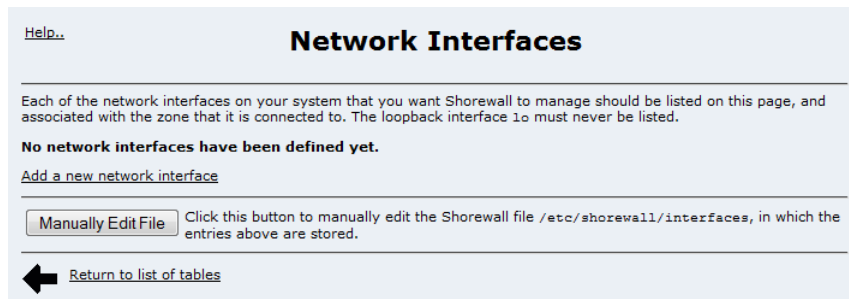 Help..
Network Interfaces
Each of the network interfaces on your system that you want Shorewall to manage should be listed on this page, and
associated with the zone that it is connected to. The loopback interface lo must never be listed.
No network interfaces have been defined yet.
Add a new network interface
Manually Edit File
Click this button to manually edit the Shorewall file /etc/shorewall/interfaces, in which the
entries above are stored.
Return to list of tables